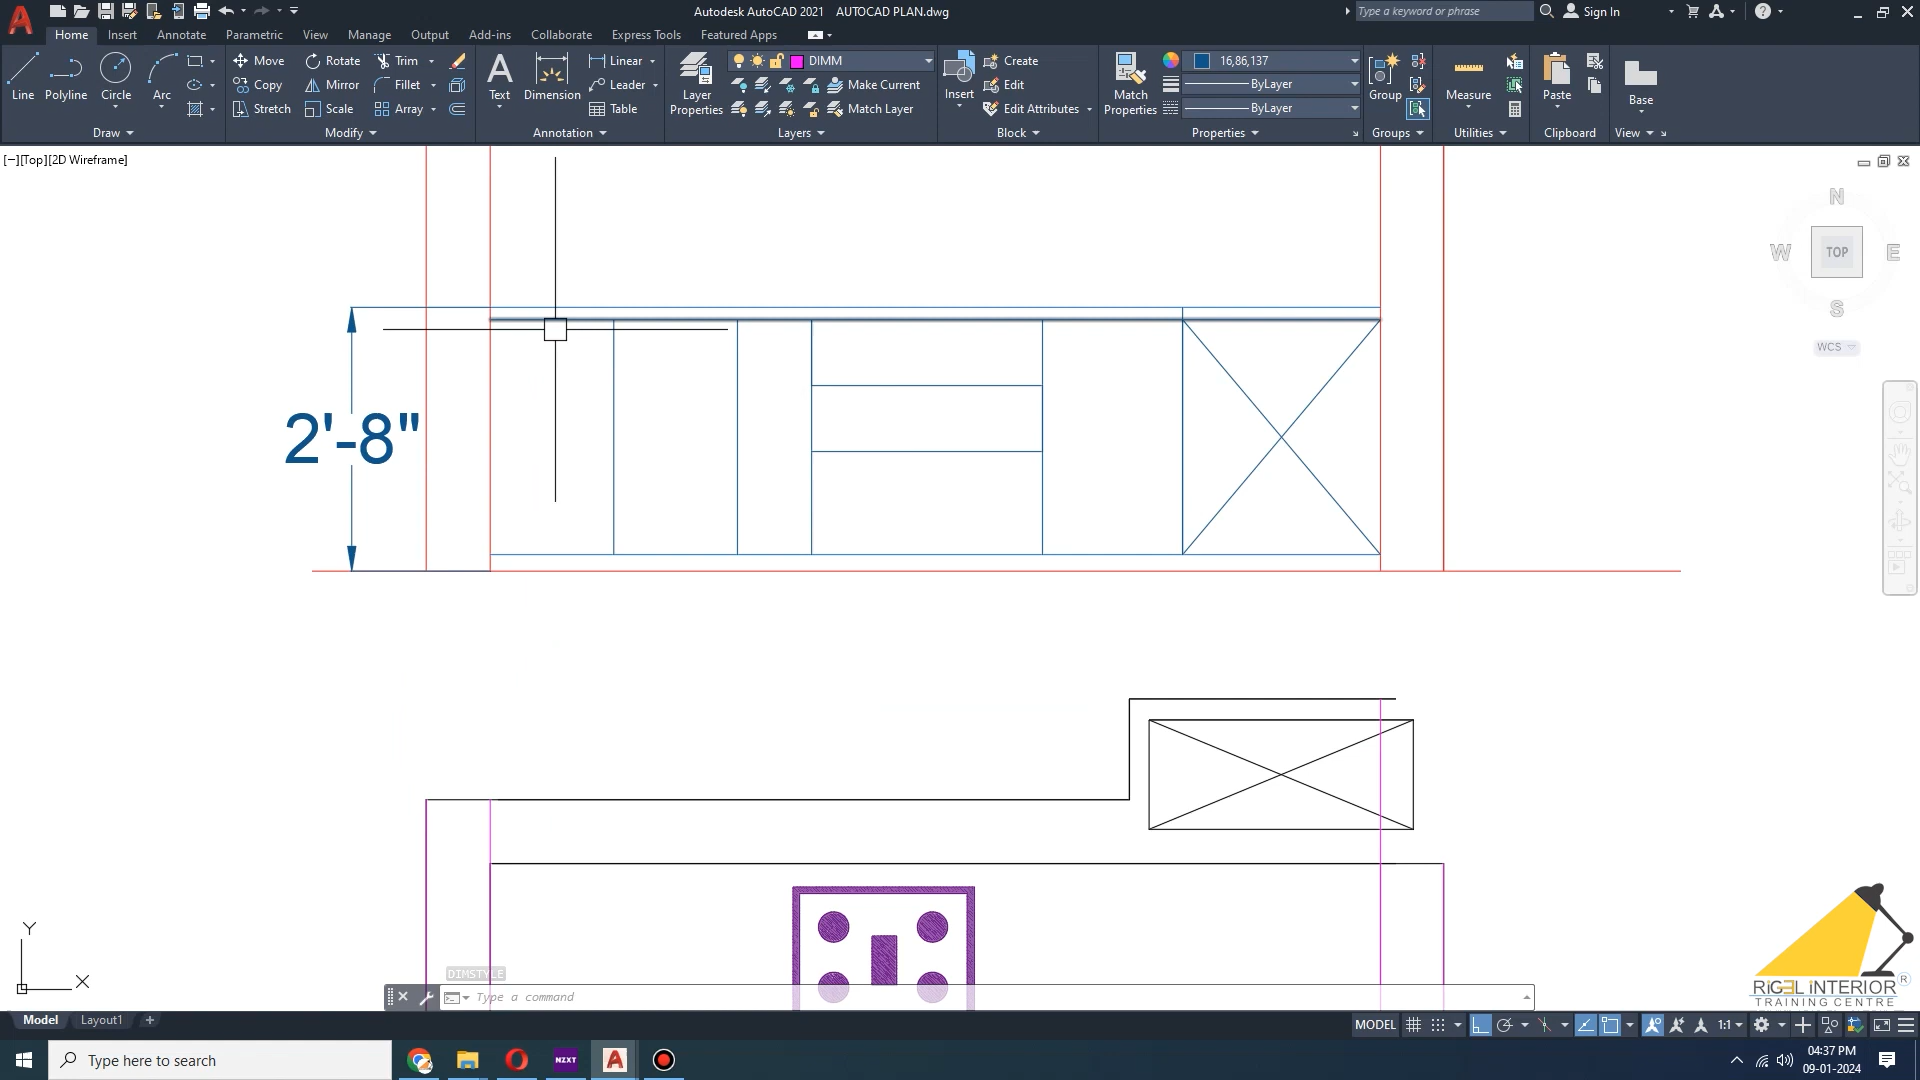 Autodesk AutoCAD 2021 AUTOCAD PLAN.dwg
Type a keyword or phrase
Sign In
Home Insert Annotate Parametric View Manage Output Add-ins Collaborate Express Tools Featured Apps
Line Polyline Circle Arc
Move Rotate Trim
Copy Mirror Fillet
Stretch Scale Array
Text Dimension
Linear
Leader
Table
Layer Properties
DIMM
Make Current
Match Layer
Insert
Create
Edit
Edit Attributes
Match Properties
16,86,137
ByLayer
ByLayer
Group
Measure
Paste
Base
Draw Modify Annotation Layers Block Properties Groups Utilities Clipboard View
[−][Top][2D Wireframe]
N
W TOP E
S
WCS
2'-8"
Y
X
DIMSTYLE
Type a command
RIGEL INTERIOR ®
TRAINING CENTRE
Model Layout1 +
MODEL 1:1
Type here to search
NZXT
04:37 PM
09-01-2024